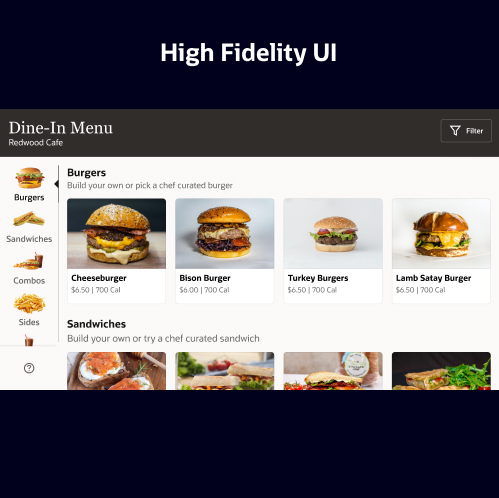 High Fidelity UI
Dine-In Menu
Redwood Cafe
Filter
Burgers
Sandwiches
Combos
Sides
Burgers
Build your own or pick a chef curated burger
Cheeseburger
$6.50 | 700 Cal
Bison Burger
$6.00 | 700 Cal
Turkey Burgers
$6.50 | 700 Cal
Lamb Satay Burger
$6.50 | 700 Cal
Sandwiches
Build your own or try a chef curated sandwich